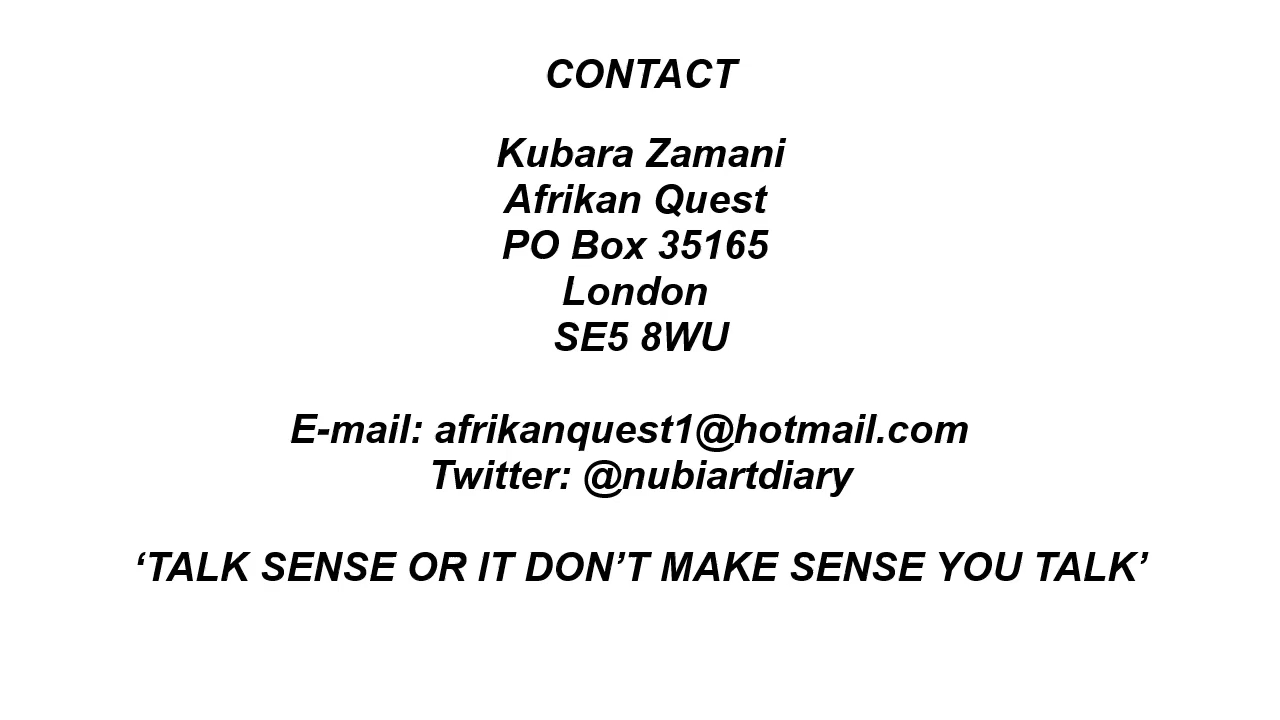 CONTACT
Kubara Zamani
Afrikan Quest
PO Box 35165
London
SE5 8WU
E-mail: afrikanquest1@hotmail.com
Twitter: @nubiartdiary
‘TALK SENSE OR IT DON’T MAKE SENSE YOU TALK’